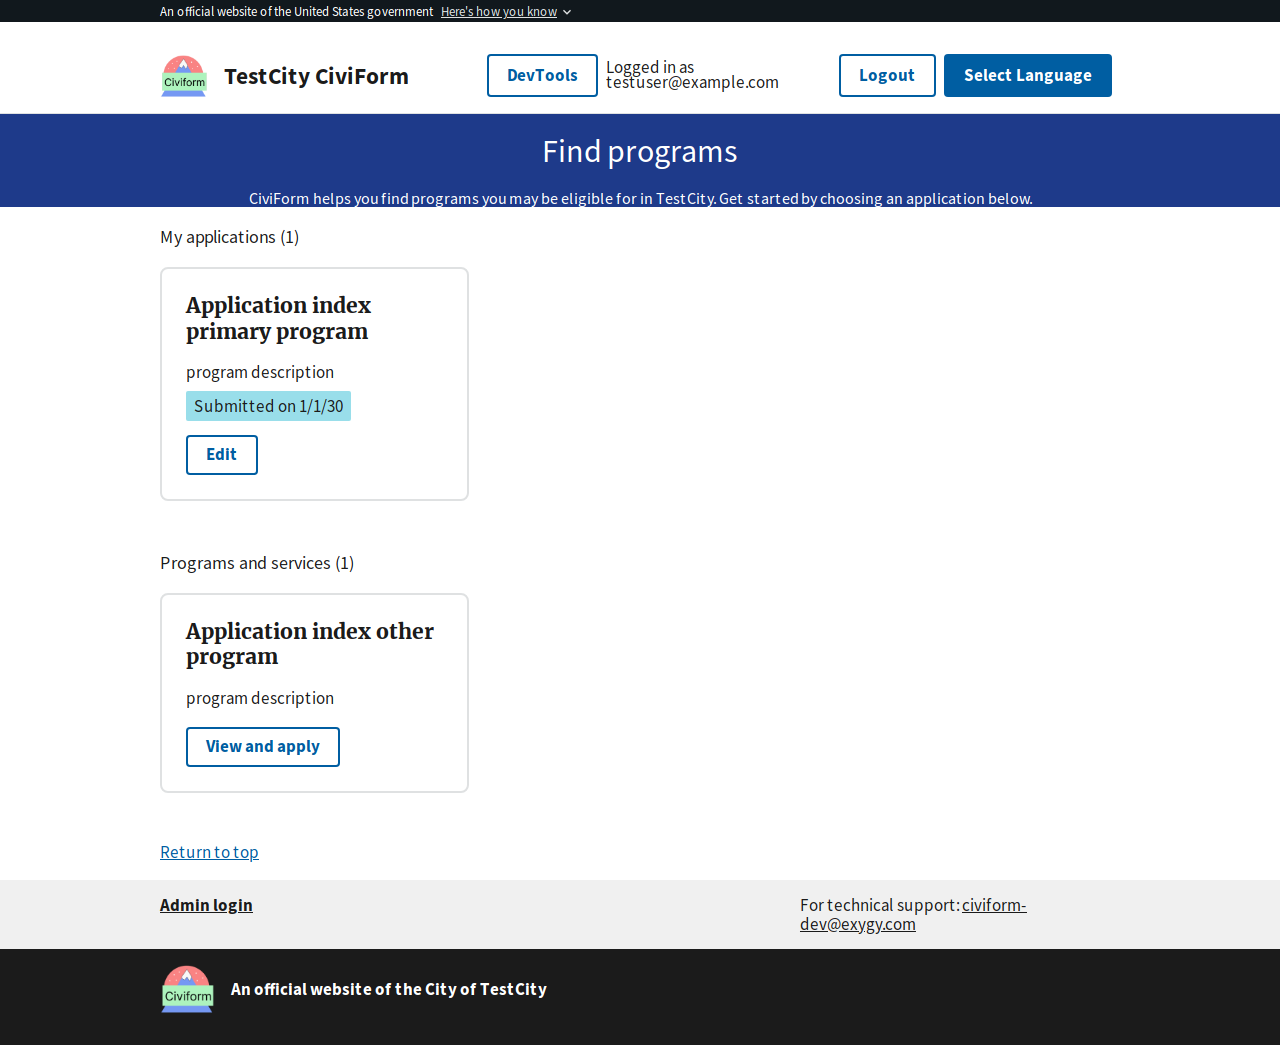 An official website of the United States government Here's how you know
Civiform
TestCity CiviForm
DevTools
Logged in as
testuser@example.com
Logout
Select Language
Find programs
CiviForm helps you find programs you may be eligible for in TestCity. Get started by choosing an application below.
My applications (1)
Application index
primary program
program description
Submitted on 1/1/30
Edit
Programs and services (1)
Application index other
program
program description
View and apply
Return to top
Admin login
For technical support: civiform-
dev@exygy.com
Civiform
An official website of the City of TestCity